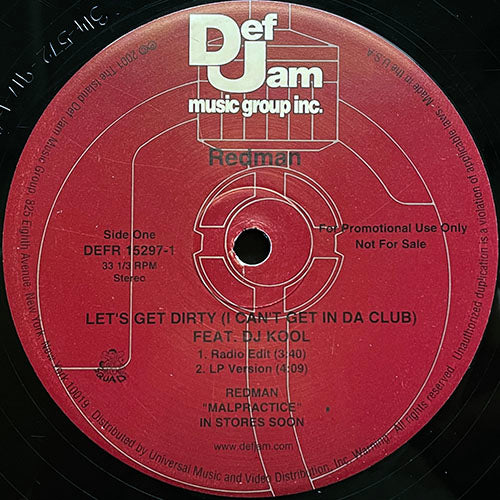 Def
Jam
music group inc.
Redman
Side One
DEFR 15297-1
33 1/3 RPM
Stereo
For Promotional Use Only
Not For Sale
LET'S GET DIRTY (I CAN'T GET IN DA CLUB)
FEAT. DJ KOOL
1. Radio Edit (3:40)
2. LP Version (4:09)
REDMAN
"MALPRACTICE"
IN STORES SOON
www.defjam.com
SQUAD
℗© 2001 The Island Def Jam Music Group 825 Eighth Avenue, New York, New York 10019. Distributed by Universal Music and Video Distribution, Inc. Warning. All rights reserved. Unauthorized duplication is a violation of applicable laws. Made in the U.S.A.